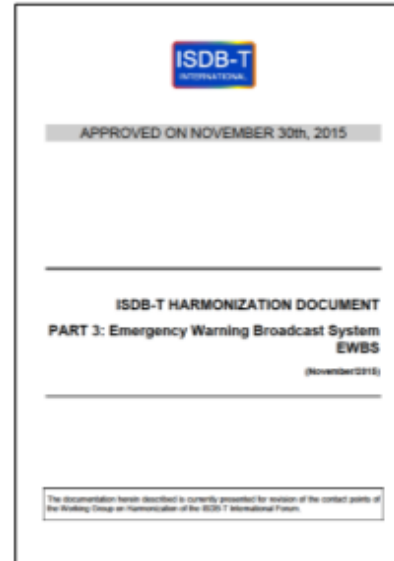 ISDB-T
INTERNATIONAL
APPROVED ON NOVEMBER 30th, 2015
ISDB-T HARMONIZATION DOCUMENT
PART 3: Emergency Warning Broadcast System
EWBS
(November/2015)
The documentation herein described is currently presented for revision of the contact points of
the Working Group on Harmonization of the ISDB-T International Forum.